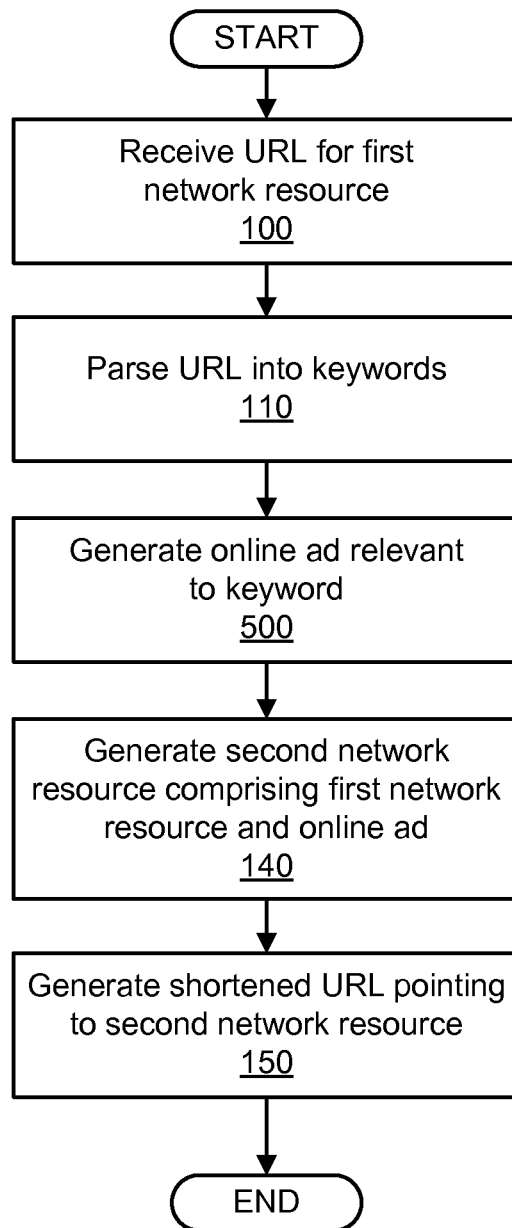 START
Receive URL for first
network resource
100
Parse URL into keywords
110
Generate online ad relevant
to keyword
500
Generate second network
resource comprising first network
resource and online ad
140
Generate shortened URL pointing
to second network resource
150
END